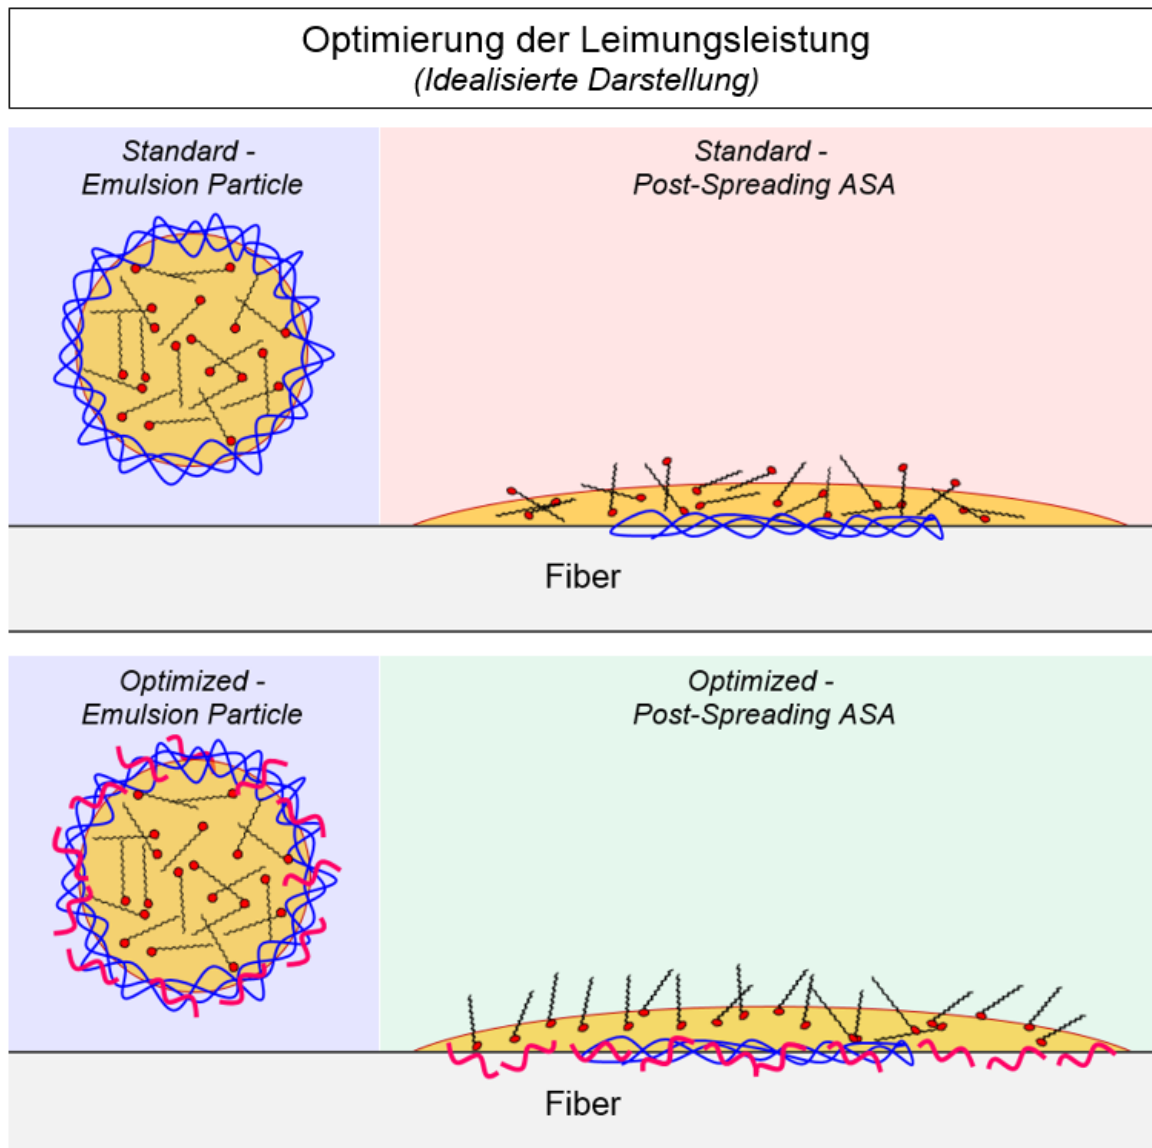 Optimierung der Leimungsleistung
(Idealisierte Darstellung)
Standard -
Emulsion Particle
Standard -
Post-Spreading ASA
Fiber
Optimized -
Emulsion Particle
Optimized -
Post-Spreading ASA
Fiber